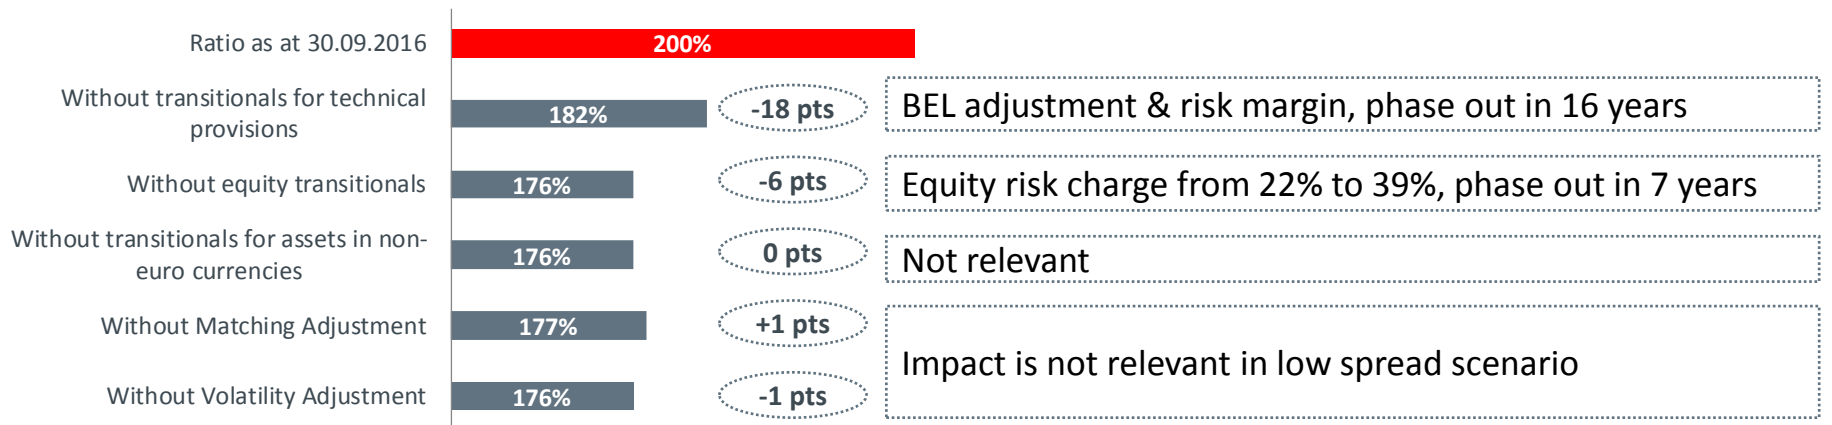 Ratio as at 30.09.2016
200%
Without transitionals for technical
provisions
182%
-18 pts
BEL adjustment & risk margin, phase out in 16 years
Without equity transitionals
176%
-6 pts
Equity risk charge from 22% to 39%, phase out in 7 years
Without transitionals for assets in non-
euro currencies
176%
0 pts
Not relevant
Without Matching Adjustment
177%
+1 pts
Impact is not relevant in low spread scenario
Without Volatility Adjustment
176%
-1 pts